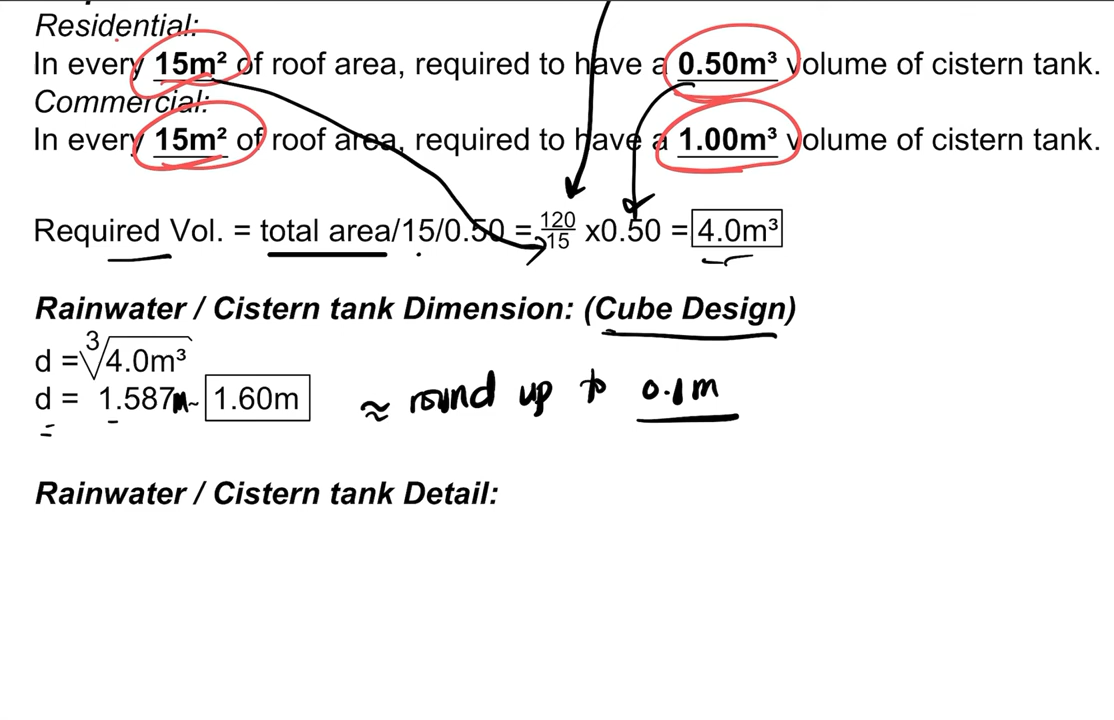 Residential:
In every 15m² of roof area, required to have a 0.50m³ volume of cistern tank.
Commercial:
In every 15m² of roof area, required to have a 1.00m³ volume of cistern tank.
Required Vol. = total area/15/0.50 = 120/15 x0.50 = 4.0m³
Rainwater / Cistern tank Dimension: (Cube Design)
d = ³√4.0m³
d = 1.587m~ 1.60m ≈ round up to 0.1m
Rainwater / Cistern tank Detail: